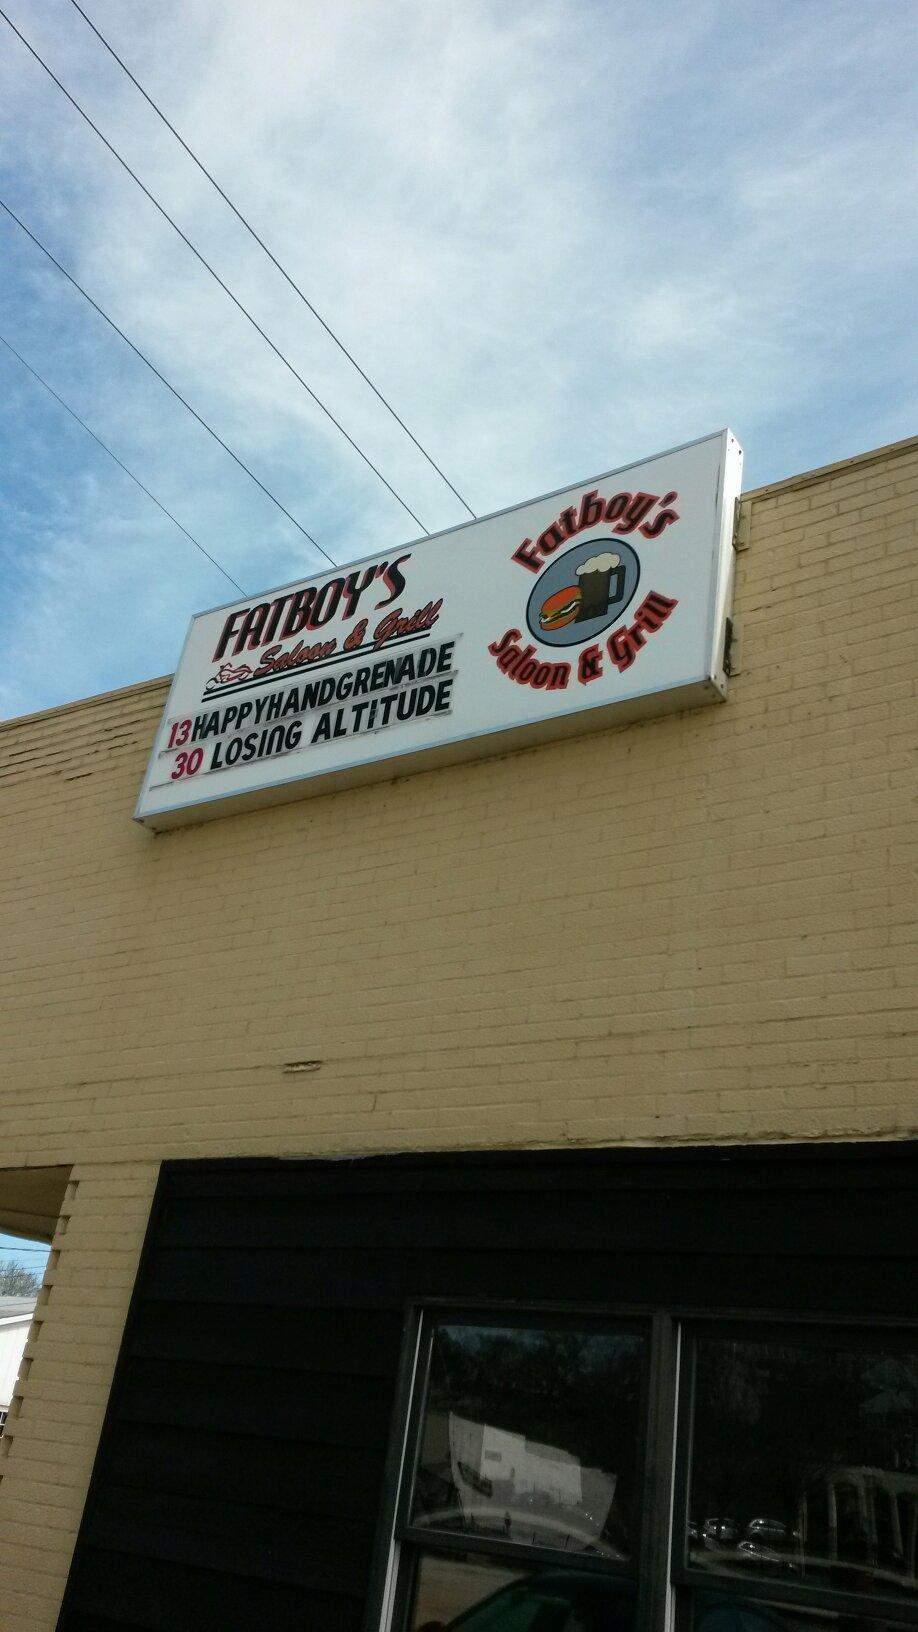 FATBOY'S
Saloon & Grill
13 HAPPYHANDGRENADE
30 LOSING ALTITUDE
Fatboy's
Saloon & Grill